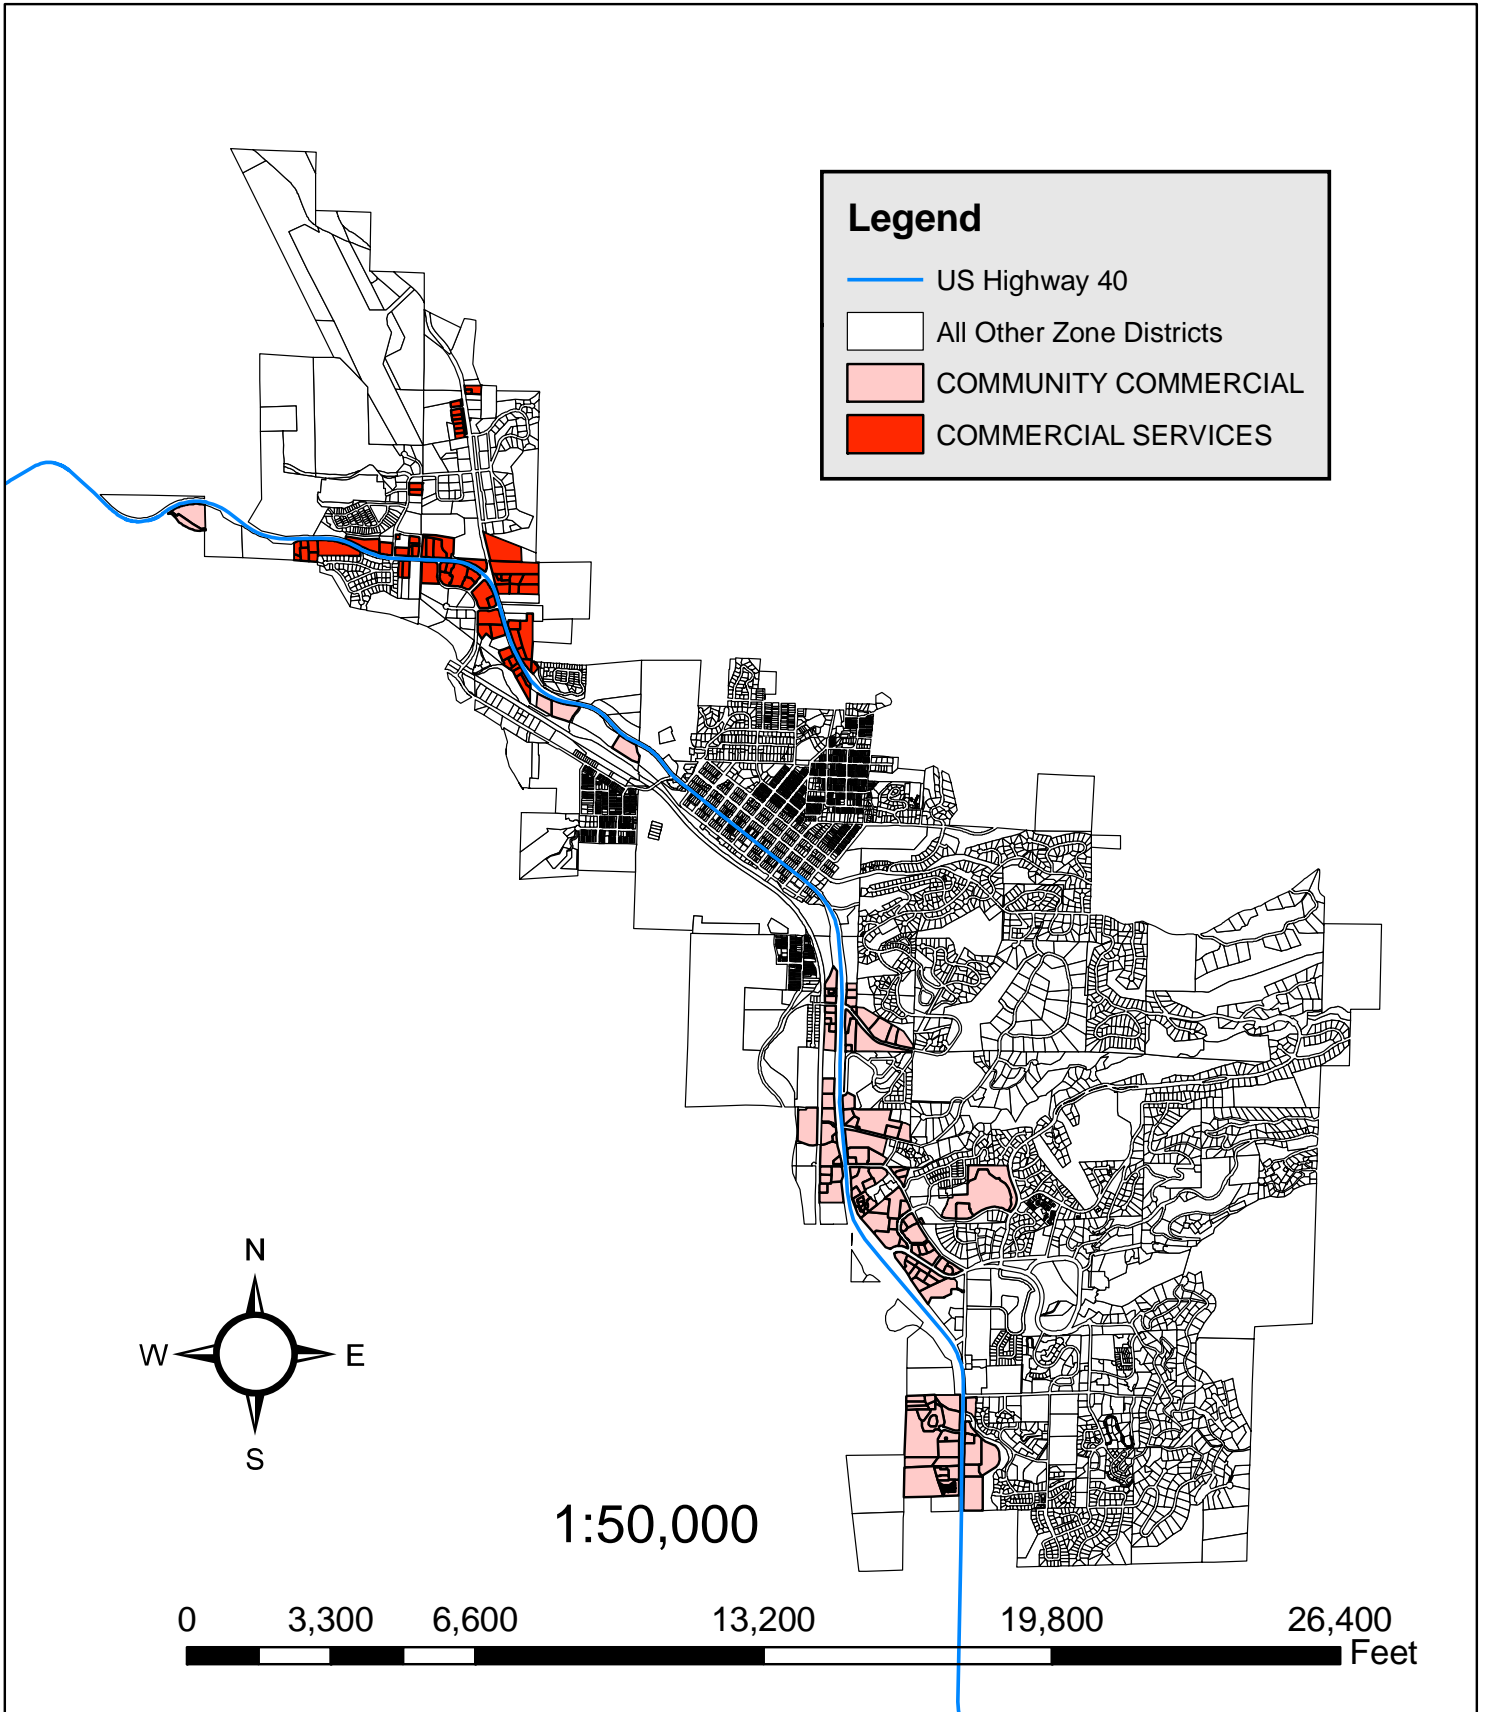 Legend
US Highway 40
All Other Zone Districts
COMMUNITY COMMERCIAL
COMMERCIAL SERVICES
N
W E
S
1:50,000
0 3,300 6,600 13,200 19,800 26,400
Feet